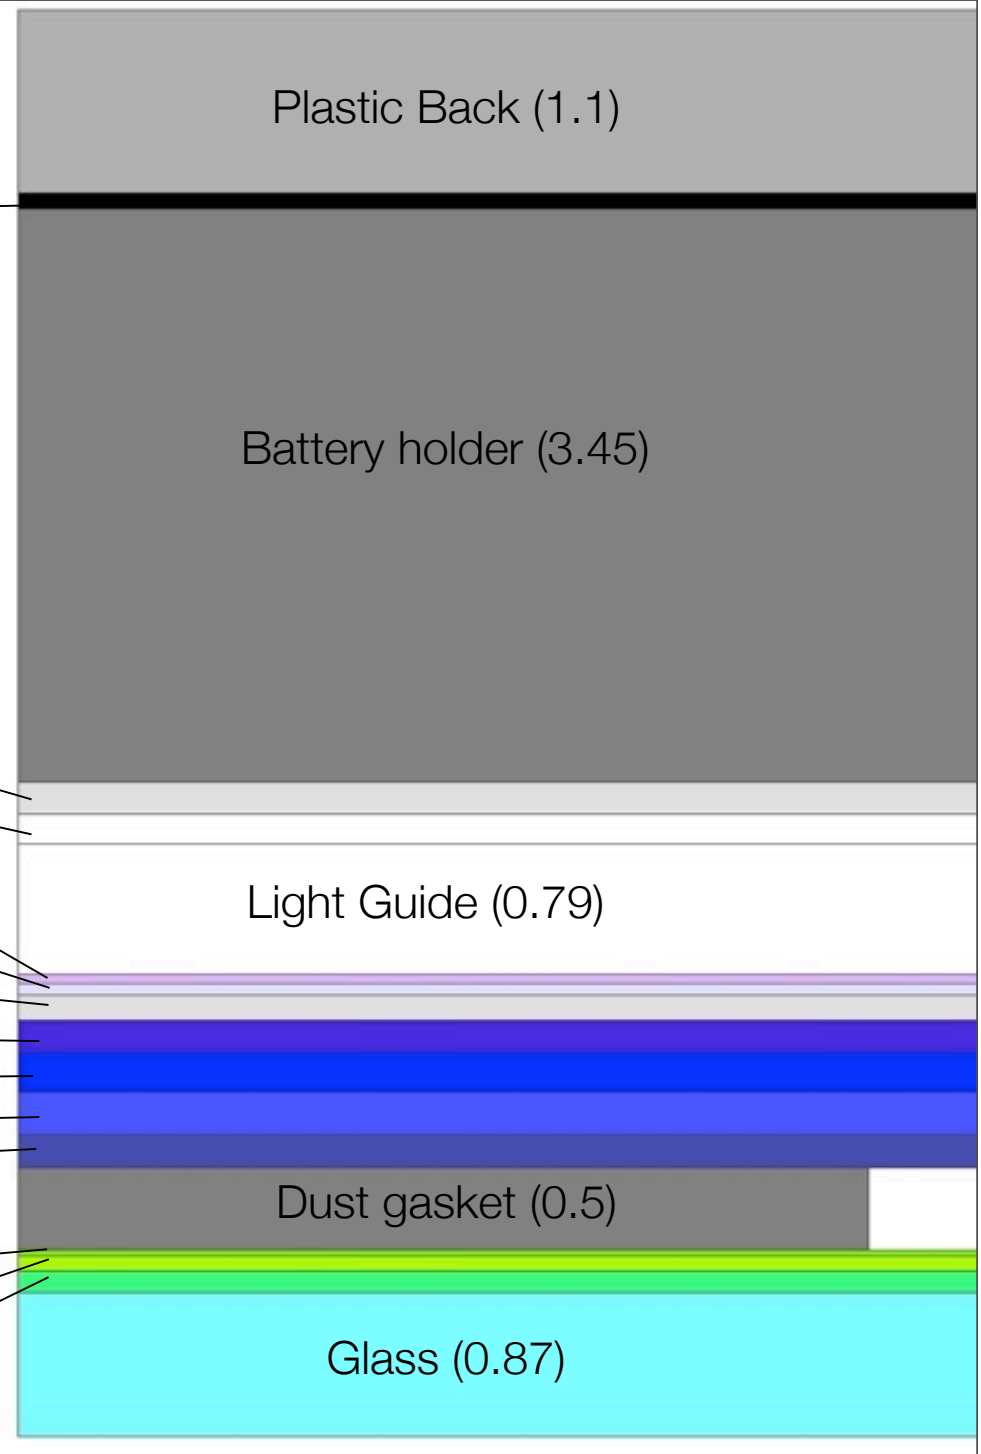 Plastic Back (1.1)
Battery holder (3.45)
Light Guide (0.79)
Dust gasket (0.5)
Glass (0.87)